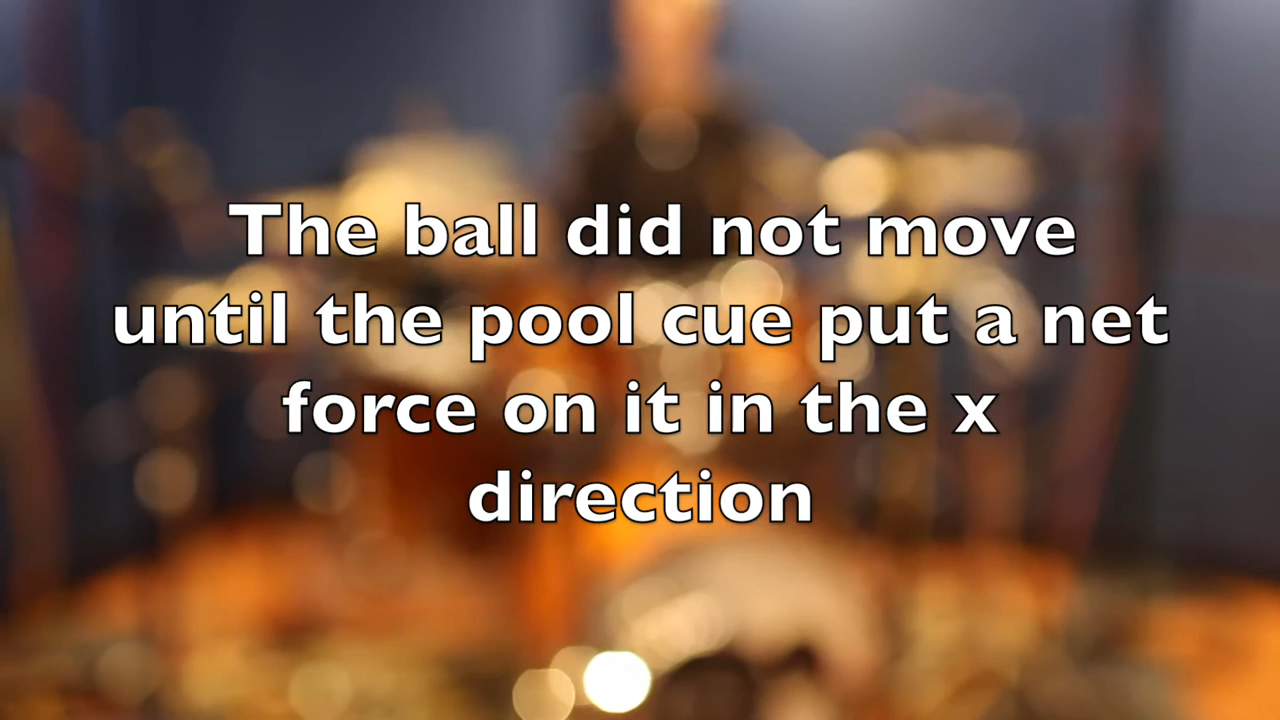 The ball did not move
until the pool cue put a net
force on it in the x
direction